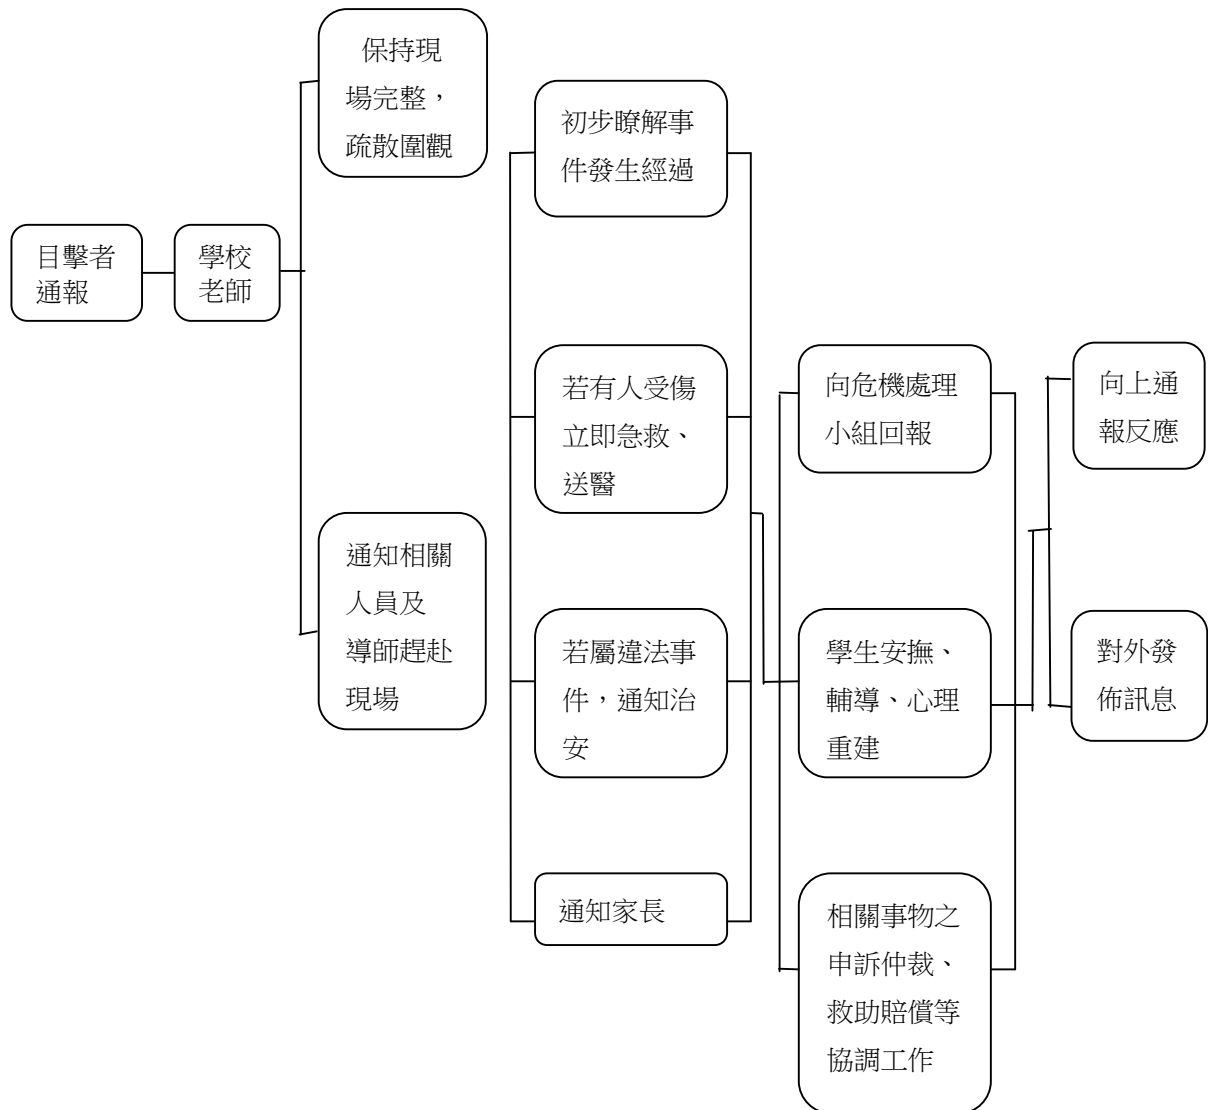 目擊者
通報
學校
老師
保持現
場完整，
疏散圍觀
通知相關
人員及
導師趕赴
現場
初步瞭解事
件發生經過
若有人受傷
立即急救、
送醫
若屬違法事
件，通知治
安
通知家長
向危機處理
小組回報
學生安撫、
輔導、心理
重建
相關事物之
申訴仲裁、
救助賠償等
協調工作
向上通
報反應
對外發
佈訊息